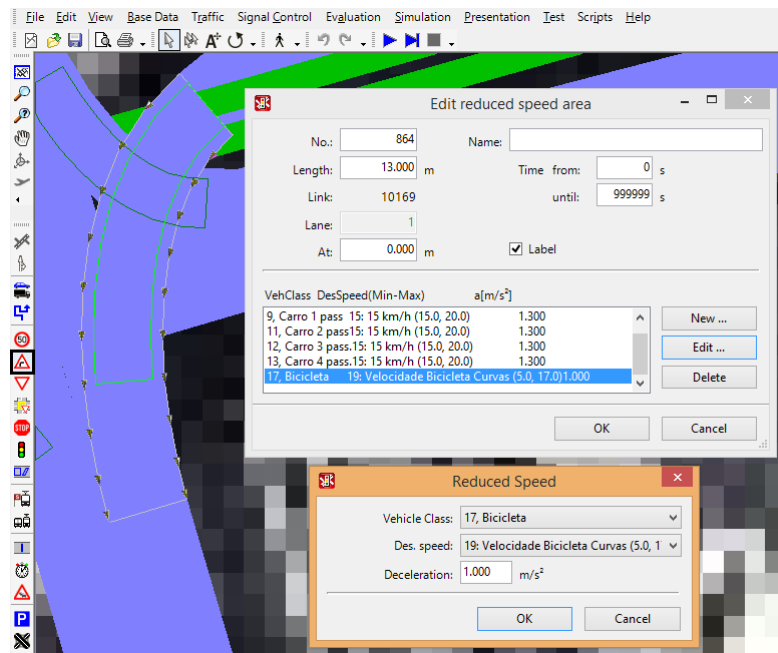 File Edit View Base Data Traffic Signal Control Evaluation Simulation Presentation Test Scripts Help
Edit reduced speed area
No.: 864 Name:
Length: 13.000 m Time from: 0 s
Link: 10169 until: 999999 s
Lane: 1
At: 0.000 m Label
VehClass DesSpeed(Min-Max) a[m/s²]
9, Carro 1 pass 15: 15 km/h (15.0, 20.0) 1.300
11, Carro 2 pass15: 15 km/h (15.0, 20.0) 1.300
12, Carro 3 pass.15: 15 km/h (15.0, 20.0) 1.300
13, Carro 4 pass.15: 15 km/h (15.0, 20.0) 1.300
17, Bicicleta 19: Velocidade Bicicleta Curvas (5.0, 17.0)1.000
New ...
Edit ...
Delete
OK Cancel
50
STOP
P
Reduced Speed
Vehicle Class: 17, Bicicleta
Des. speed: 19: Velocidade Bicicleta Curvas (5.0, 1
Deceleration: 1.000 m/s²
OK Cancel